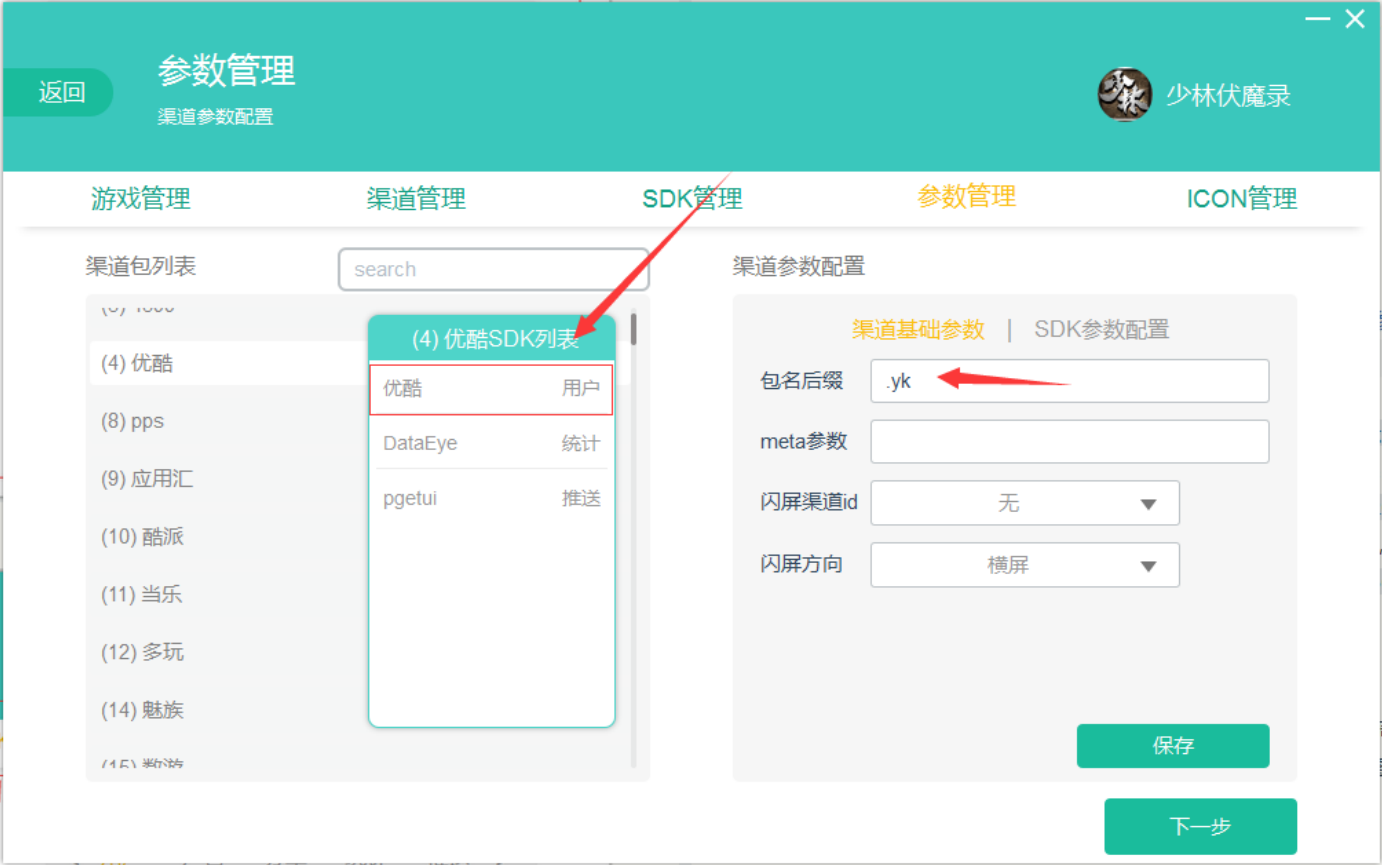 参数管理
返回
渠道参数配置
少林伏魔录
游戏管理
渠道管理
SDK管理
参数管理
ICON管理
渠道包列表
search
(4) 优酷
(8) pps
(9) 应用汇
(10) 酷派
(11) 当乐
(12) 多玩
(14) 魅族
(15) 数游
(4) 优酷SDK列表
优酷 用户
DataEye 统计
pgetui 推送
渠道参数配置
渠道基础参数 | SDK参数配置
包名后缀 .yk
meta参数
闪屏渠道id 无
闪屏方向 横屏
保存
下一步